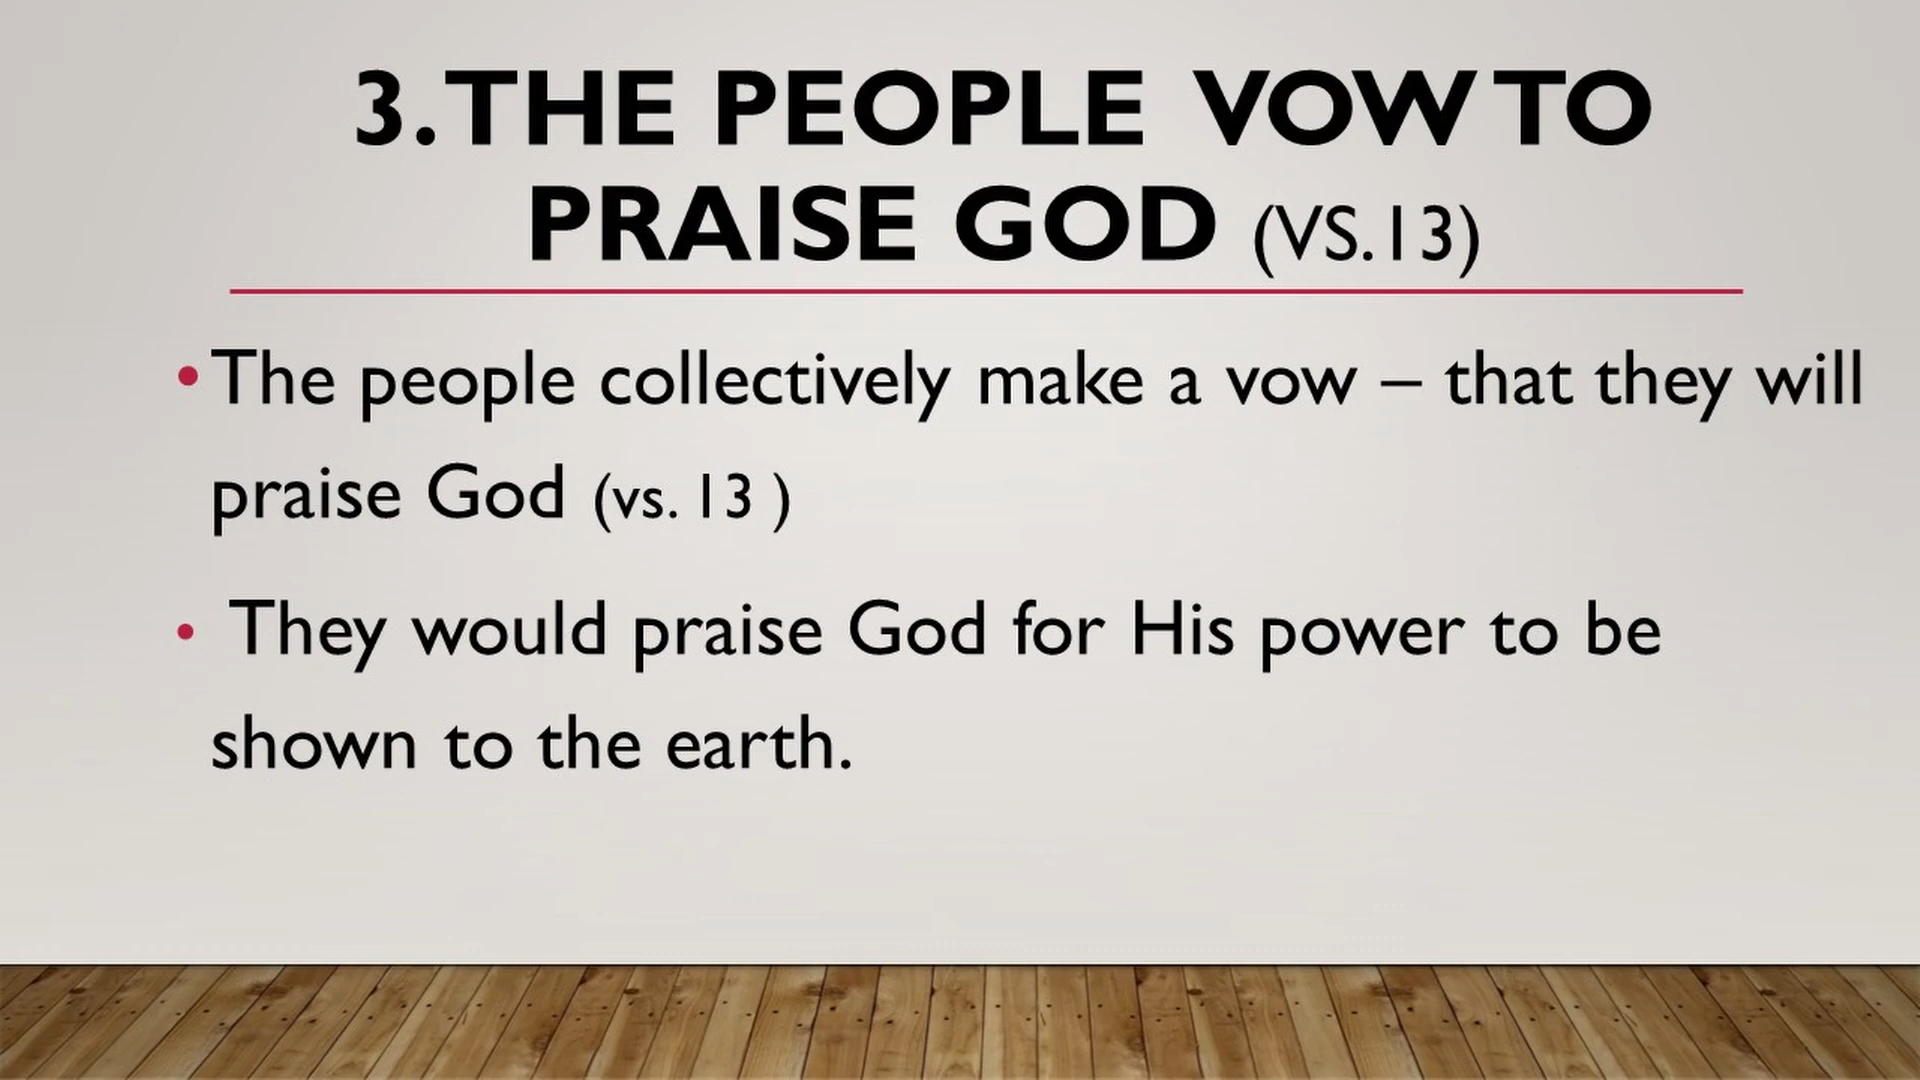 3. THE PEOPLE VOW TO
PRAISE GOD (VS.13)
• The people collectively make a vow – that they will
praise God (vs. 13 )
• They would praise God for His power to be
shown to the earth.